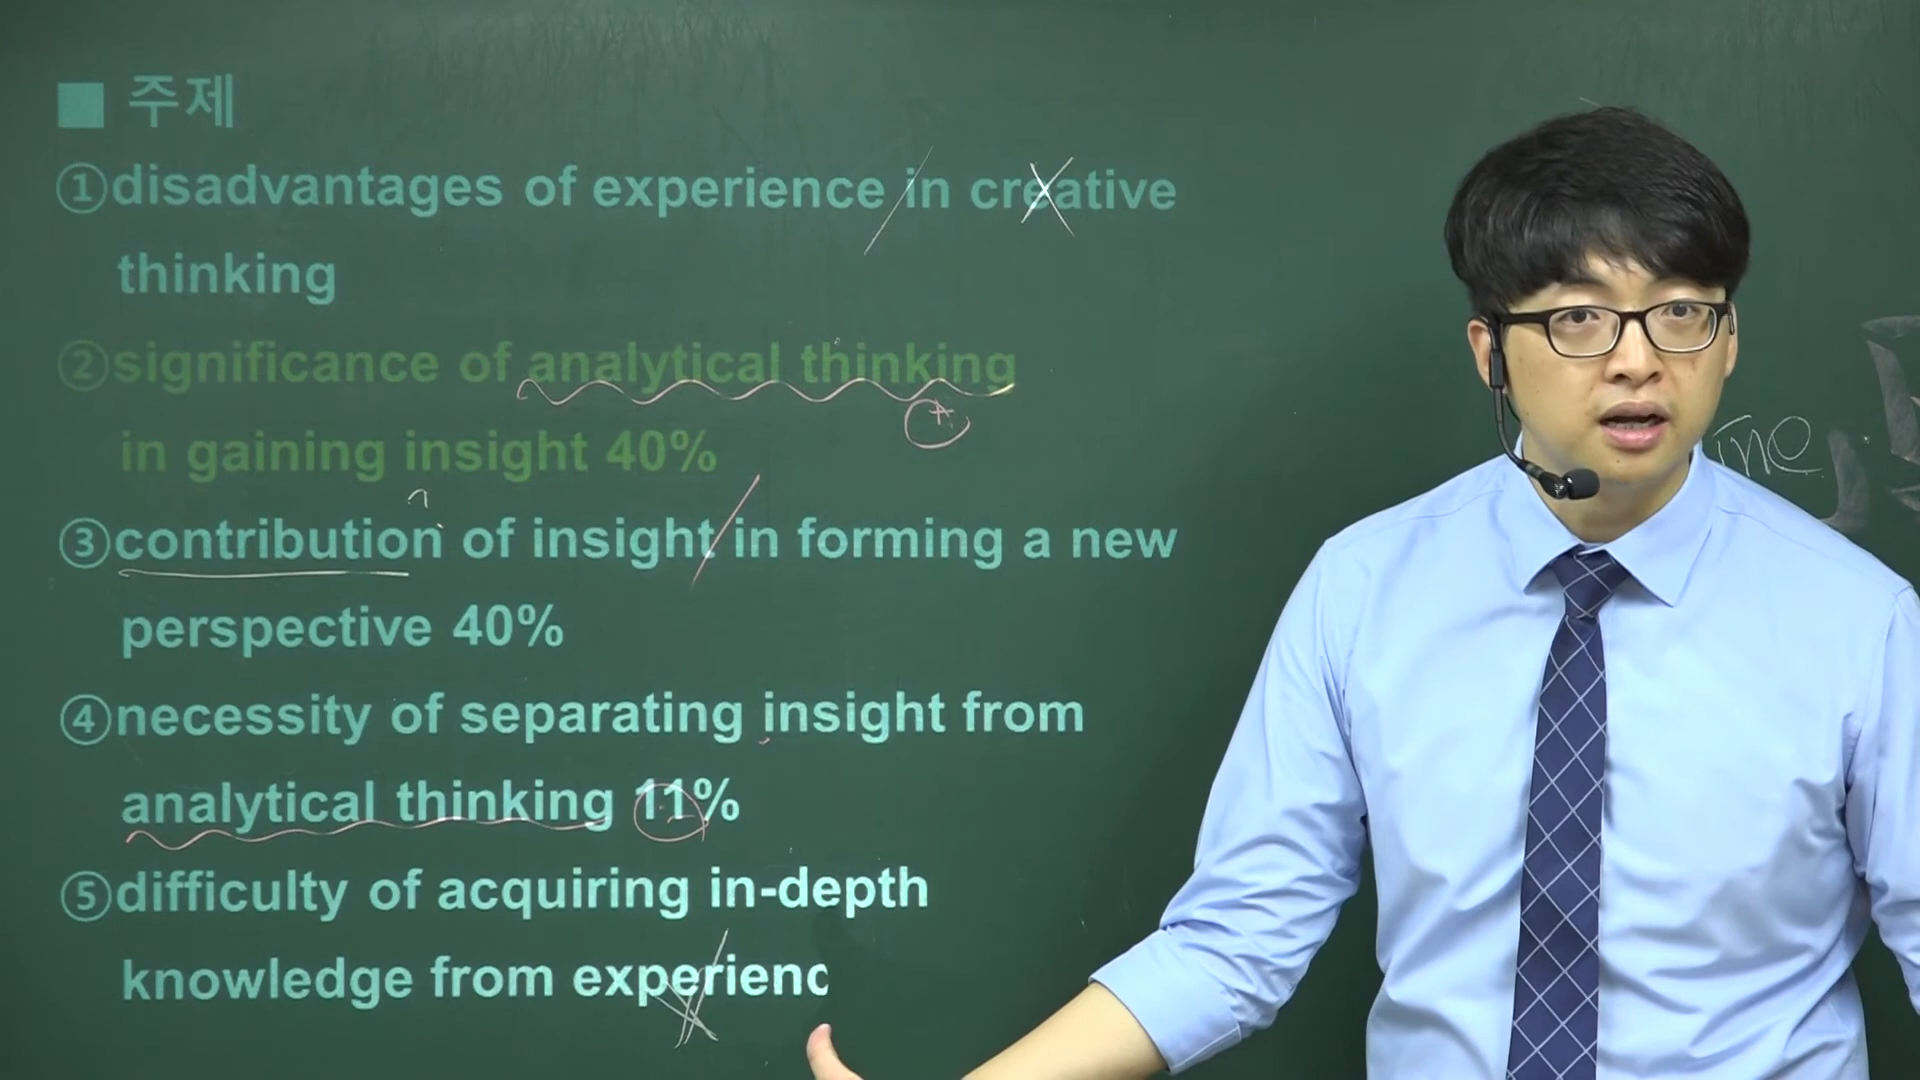 ■ 주제
①disadvantages of experience in creative
thinking
②significance of analytical thinking
in gaining insight 40%
③contribution of insight in forming a new
perspective 40%
④necessity of separating insight from
analytical thinking 11%
⑤difficulty of acquiring in-depth
knowledge from experienc